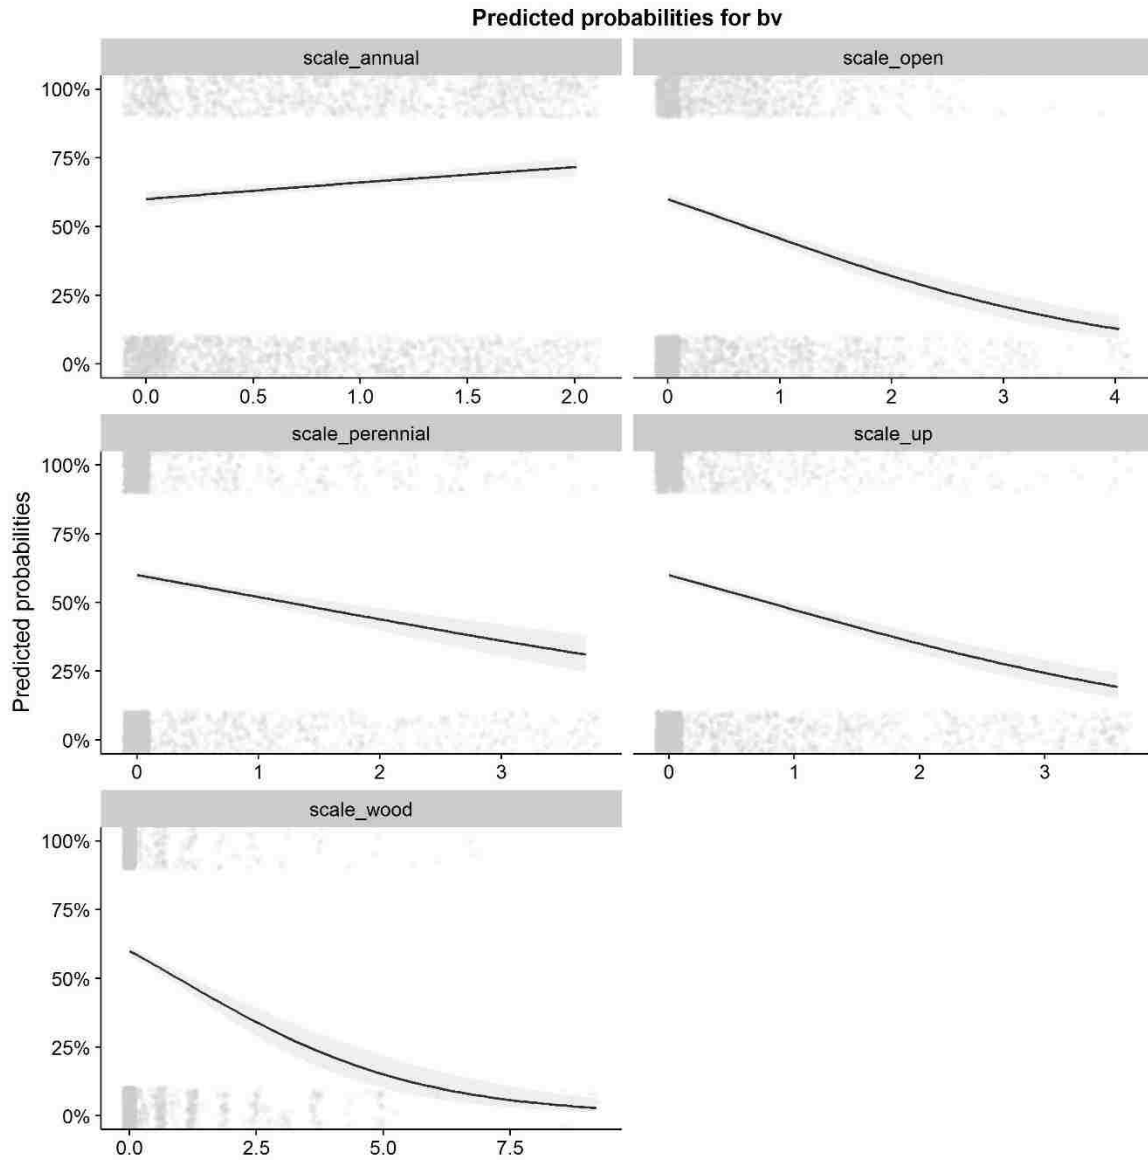 Predicted probabilities for bv
scale_annual
scale_open
100%
75%
50%
25%
0%
0.0 0.5 1.0 1.5 2.0
0 1 2 3 4
scale_perennial
scale_up
100%
75%
50%
25%
0%
0 1 2 3
0 1 2 3
Predicted probabilities
scale_wood
100%
75%
50%
25%
0%
0.0 2.5 5.0 7.5